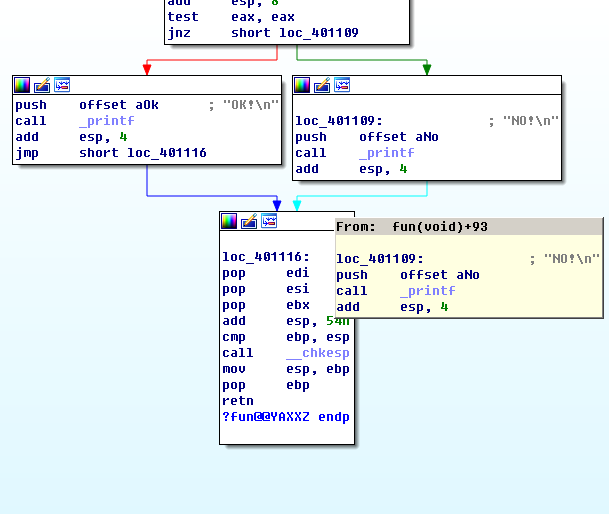 add     esp, 8
test    eax, eax
jnz     short loc_401109
push    offset aOk      ; "OK!\n"
call    _printf
add     esp, 4
jmp     short loc_401116
loc_401109:             ; "NO!\n"
push    offset aNo
call    _printf
add     esp, 4
loc_401116:
pop     edi
pop     esi
pop     ebx
add     esp, 54h
cmp     ebp, esp
call    __chkesp
mov     esp, ebp
pop     ebp
retn
?fun@@YAXXZ endp
From:  fun(void)+93
loc_401109:             ; "NO!\n"
push    offset aNo
call    _printf
add     esp, 4